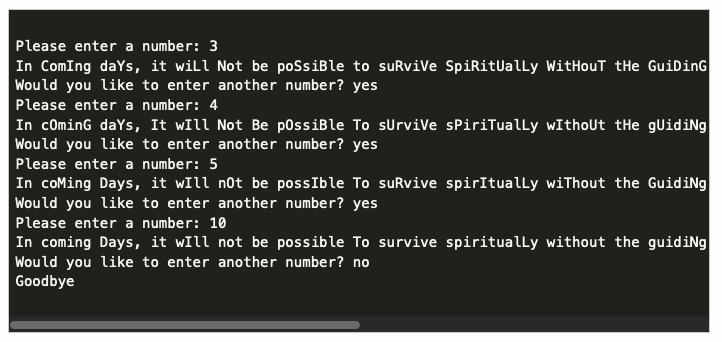 Please enter a number: 3
In ComIng daYs, it wiLl Not be poSsiBle to suRviVe SpiRitUalLy WitHouT tHe GuiDinG
Would you like to enter another number? yes
Please enter a number: 4
In cOminG daYs, It wIll Not Be pOssiBle To sUrviVe sPiriTualLy wIthoUt tHe gUidiNg
Would you like to enter another number? yes
Please enter a number: 5
In coMing Days, it wIll nOt be possIble To suRvive spirItualLy wiThout the GuidiNg
Would you like to enter another number? yes
Please enter a number: 10
In coming Days, it wIll not be possible To survive spiritualLy without the guidiNg
Would you like to enter another number? no
Goodbye